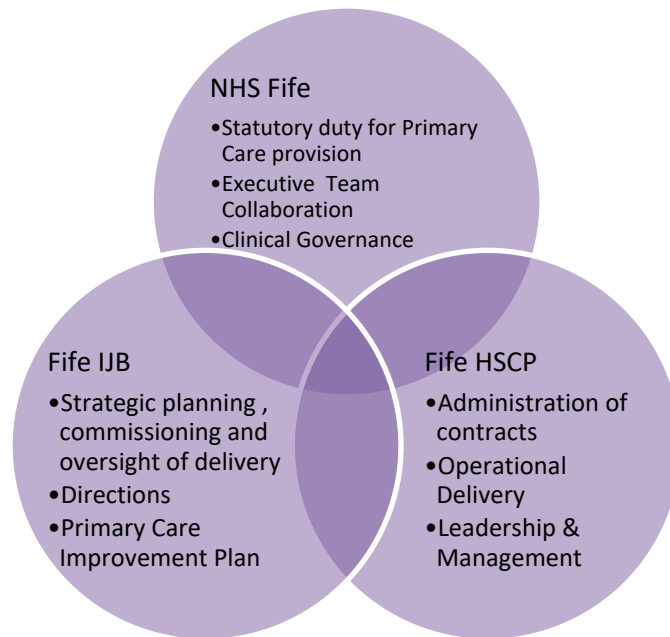 NHS Fife
•Statutory duty for Primary
Care provision
•Executive Team
Collaboration
•Clinical Governance
Fife IJB
•Strategic planning ,
commissioning and
oversight of delivery
•Directions
•Primary Care
Improvement Plan
Fife HSCP
•Administration of
contracts
•Operational
Delivery
•Leadership &
Management